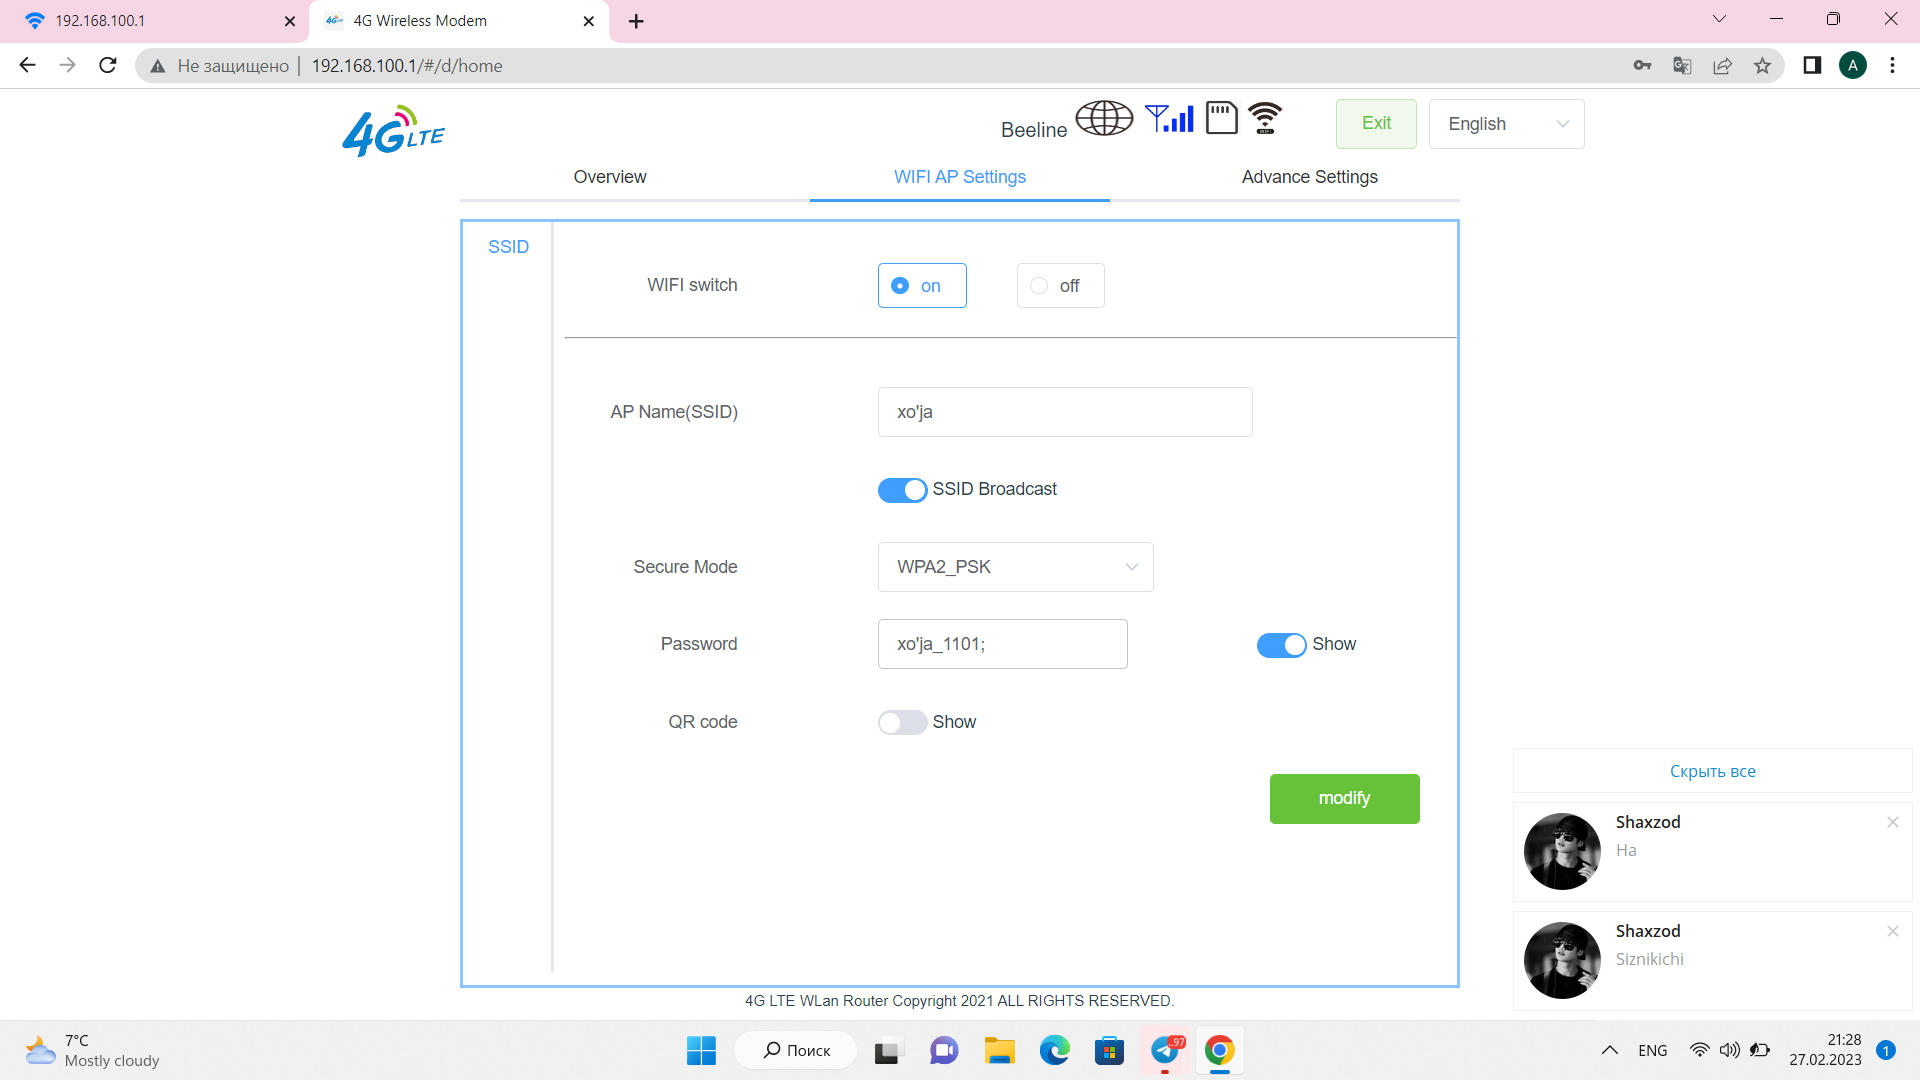 192.168.100.1
4G Wireless Modem
Не защищено
192.168.100.1/#/d/home
A
4G LTE
Beeline
Exit
English
Overview
WIFI AP Settings
Advance Settings
SSID
WIFI switch
on
off
AP Name(SSID)
xo'ja
SSID Broadcast
Secure Mode
WPA2_PSK
Password
xo'ja_1101;
Show
QR code
Show
modify
Скрыть все
Shaxzod
Ha
Shaxzod
Siznikichi
4G LTE WLan Router Copyright 2021 ALL RIGHTS RESERVED.
7°C
Mostly cloudy
Поиск
..97
ENG
21:28
27.02.2023
1